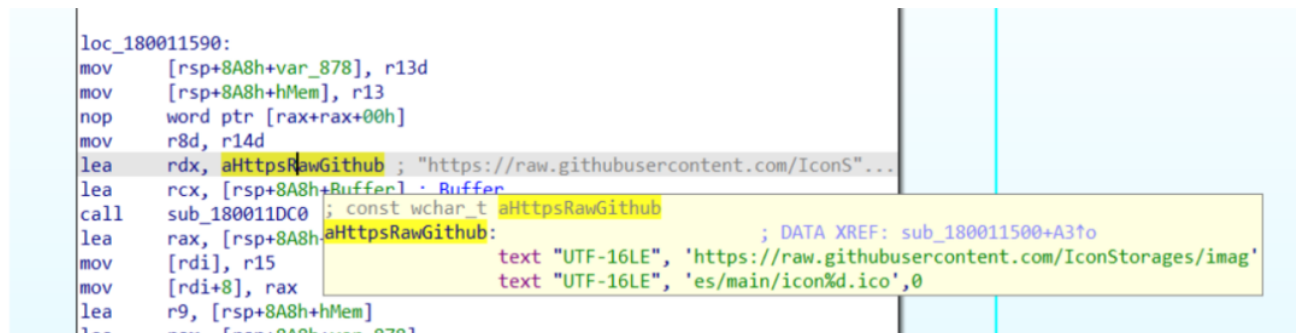 loc_180011590:
mov [rsp+8A8h+var_878], r13d
mov [rsp+8A8h+hMem], r13
nop word ptr [rax+rax+00h]
mov r8d, r14d
lea rdx, aHttpsRawGithub ; "https://raw.githubusercontent.com/IconS"...
lea rcx, [rsp+8A8h+Buffer] ; Buffer
call sub_180011DC0
; const wchar_t aHttpsRawGithub
lea rax, [rsp+8A8h
aHttpsRawGithub: ; DATA XREF: sub_180011500+A3↑o
mov [rdi], r15
text "UTF-16LE", 'https://raw.githubusercontent.com/IconStorages/imag'
mov [rdi+8], rax
text "UTF-16LE", 'es/main/icon%d.ico',0
lea r9, [rsp+8A8h+hMem]